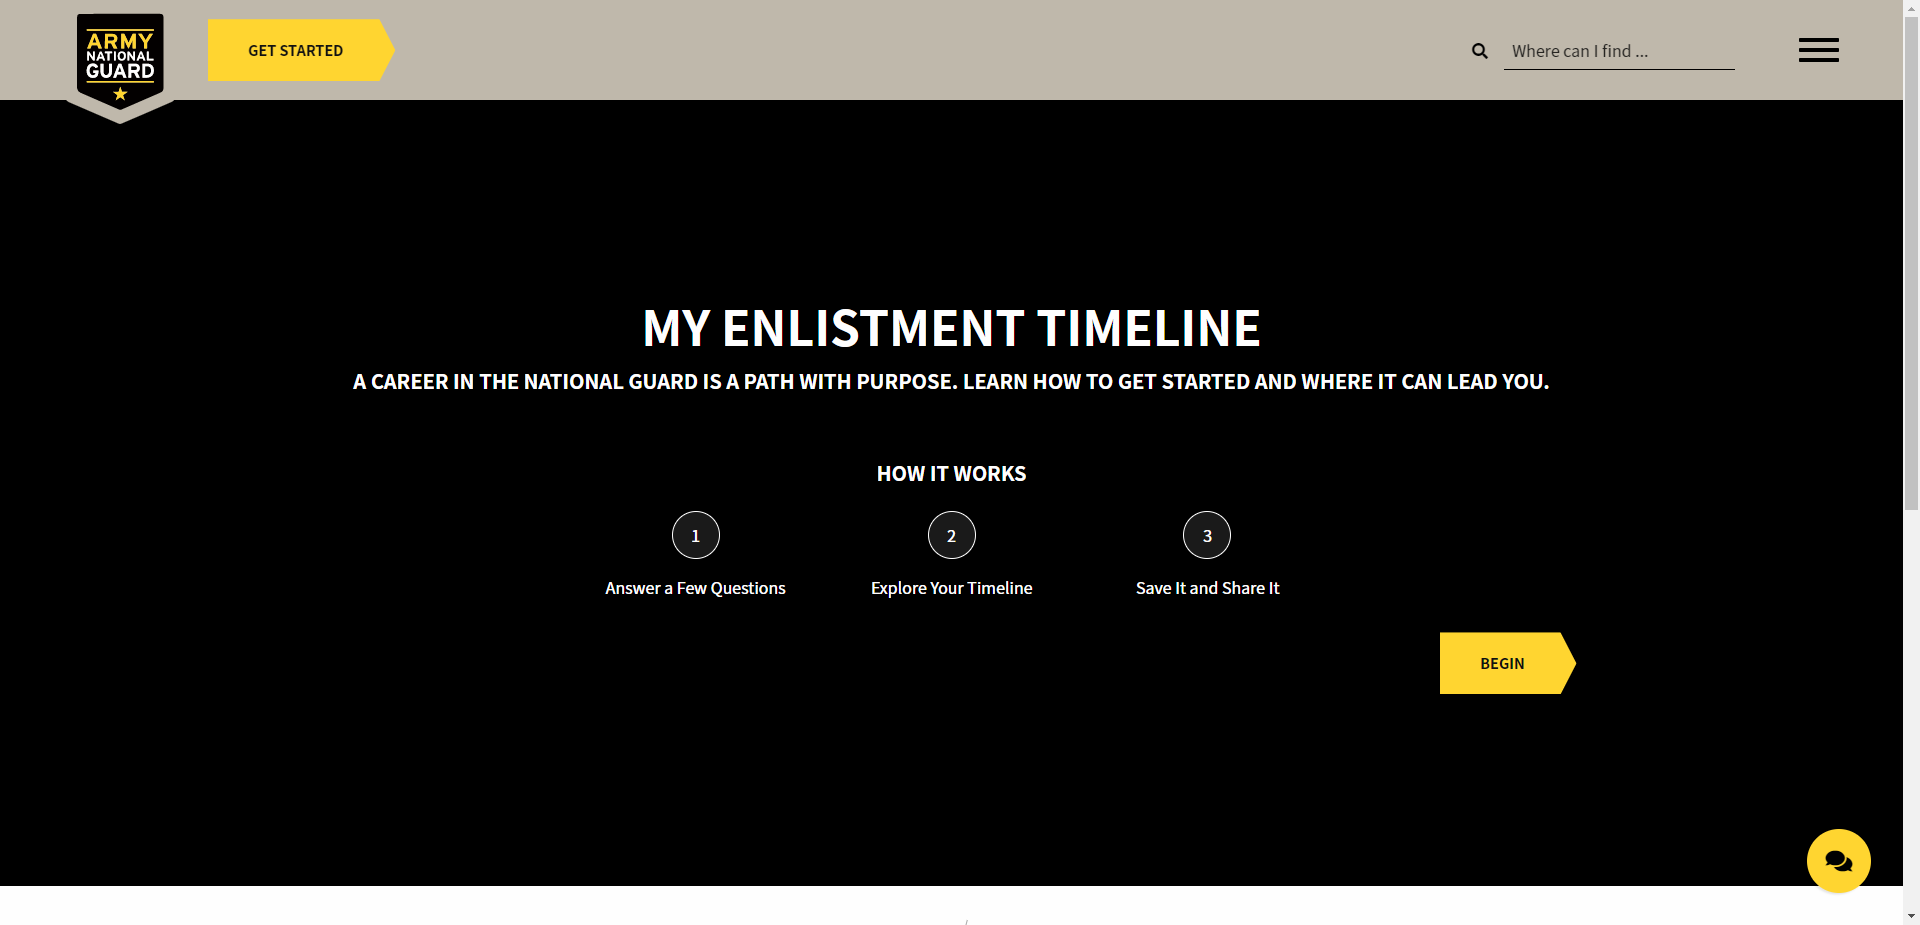 ARMY
NATIONAL
GUARD
GET STARTED
Where can I find ...
MY ENLISTMENT TIMELINE
A CAREER IN THE NATIONAL GUARD IS A PATH WITH PURPOSE. LEARN HOW TO GET STARTED AND WHERE IT CAN LEAD YOU.
HOW IT WORKS
1
2
3
Answer a Few Questions
Explore Your Timeline
Save It and Share It
BEGIN